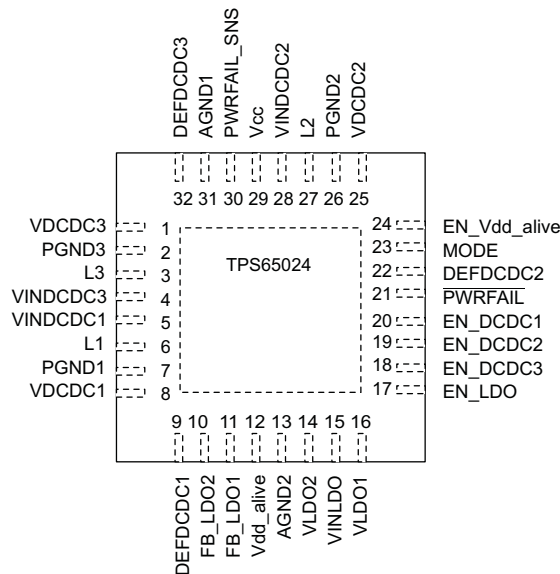 DEFDCDC3
AGND1
PWRFAIL_SNS
Vcc
VINDCDC2
L2
PGND2
VDCDC2
32 31 30 29 28 27 26 25
VDCDC3 1
PGND3 2
L3 3
VINDCDC3 4
VINDCDC1 5
L1 6
PGND1 7
VDCDC1 8
TPS65024
24 EN_Vdd_alive
23 MODE
22 DEFDCDC2
21 PWRFAIL
20 EN_DCDC1
19 EN_DCDC2
18 EN_DCDC3
17 EN_LDO
9 10 11 12 13 14 15 16
DEFDCDC1
FB_LDO2
FB_LDO1
Vdd_alive
AGND2
VLDO2
VINLDO
VLDO1